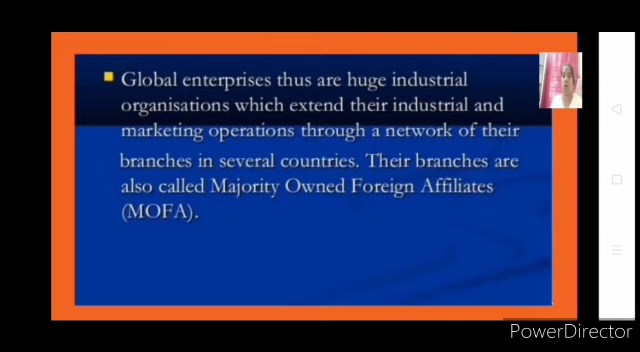 Global enterprises thus are huge industrial
organisations which extend their industrial and
marketing operations through a network of their
branches in several countries. Their branches are
also called Majority Owned Foreign Affiliates
(MOFA).
PowerDirector